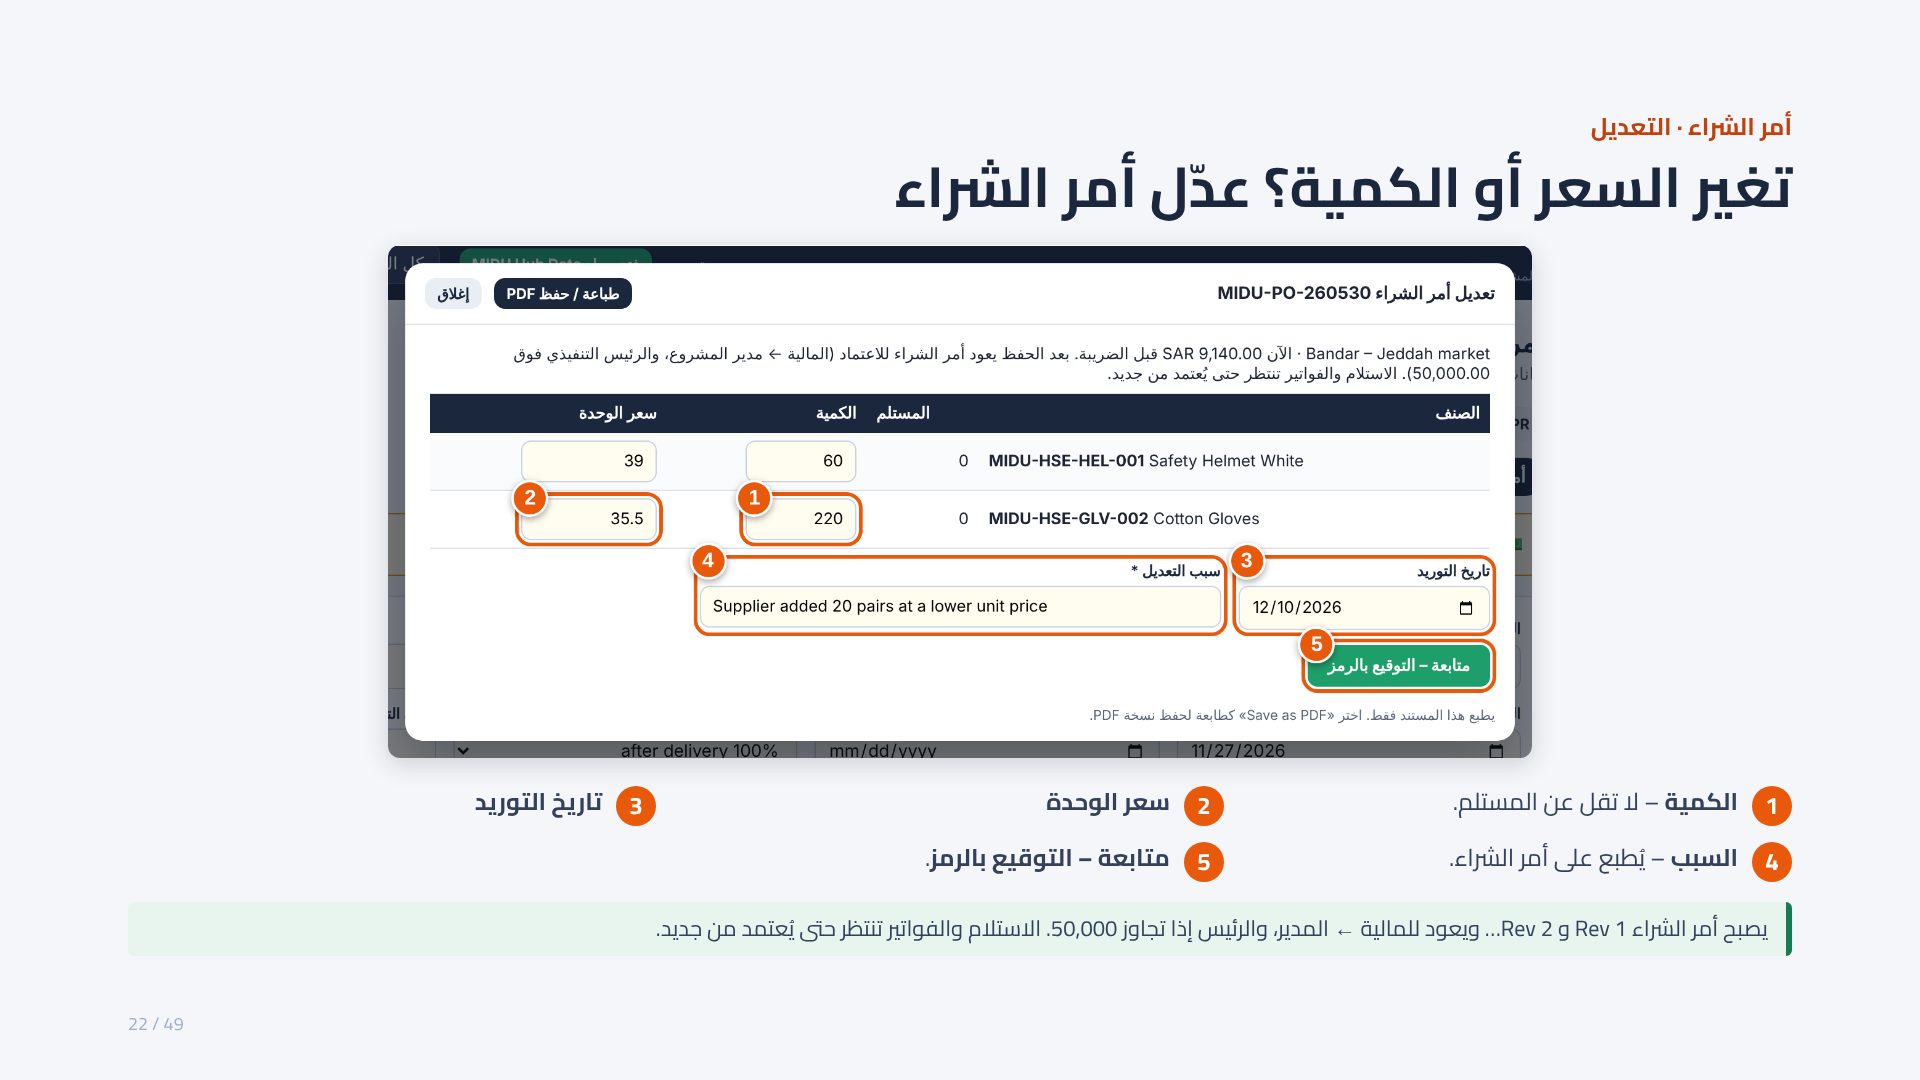 أمر الشراء · التعديل
تغير السعر أو الكمية؟ عدّل أمر الشراء
تعديل أمر الشراء MIDU-PO-260530
طباعة / حفظ PDF
إغلاق
Bandar – Jeddah market · الآن SAR 9,140.00 قبل الضريبة. بعد الحفظ يعود أمر الشراء للاعتماد (المالية ← مدير المشروع، والرئيس التنفيذي فوق
50,000.00). الاستلام والفواتير تنتظر حتى يُعتمد من جديد.
الصنف المستلم الكمية سعر الوحدة
MIDU-HSE-HEL-001 Safety Helmet White 0 60 39
MIDU-HSE-GLV-002 Cotton Gloves 0 220 35.5
1
2
3
تاريخ التوريد
12/10/2026
4
سبب التعديل *
Supplier added 20 pairs at a lower unit price
5
متابعة – التوقيع بالرمز
يطبع هذا المستند فقط. اختر «Save as PDF» كطابعة لحفظ نسخة PDF.
11/27/2026
mm/dd/yyyy
after delivery 100%
1 الكمية – لا تقل عن المستلم.
2 سعر الوحدة
3 تاريخ التوريد
4 السبب – يُطبع على أمر الشراء.
5 متابعة – التوقيع بالرمز.
يصبح أمر الشراء Rev 1 و Rev 2… ويعود للمالية ← المدير، والرئيس إذا تجاوز 50,000. الاستلام والفواتير تنتظر حتى يُعتمد من جديد.
22 / 49